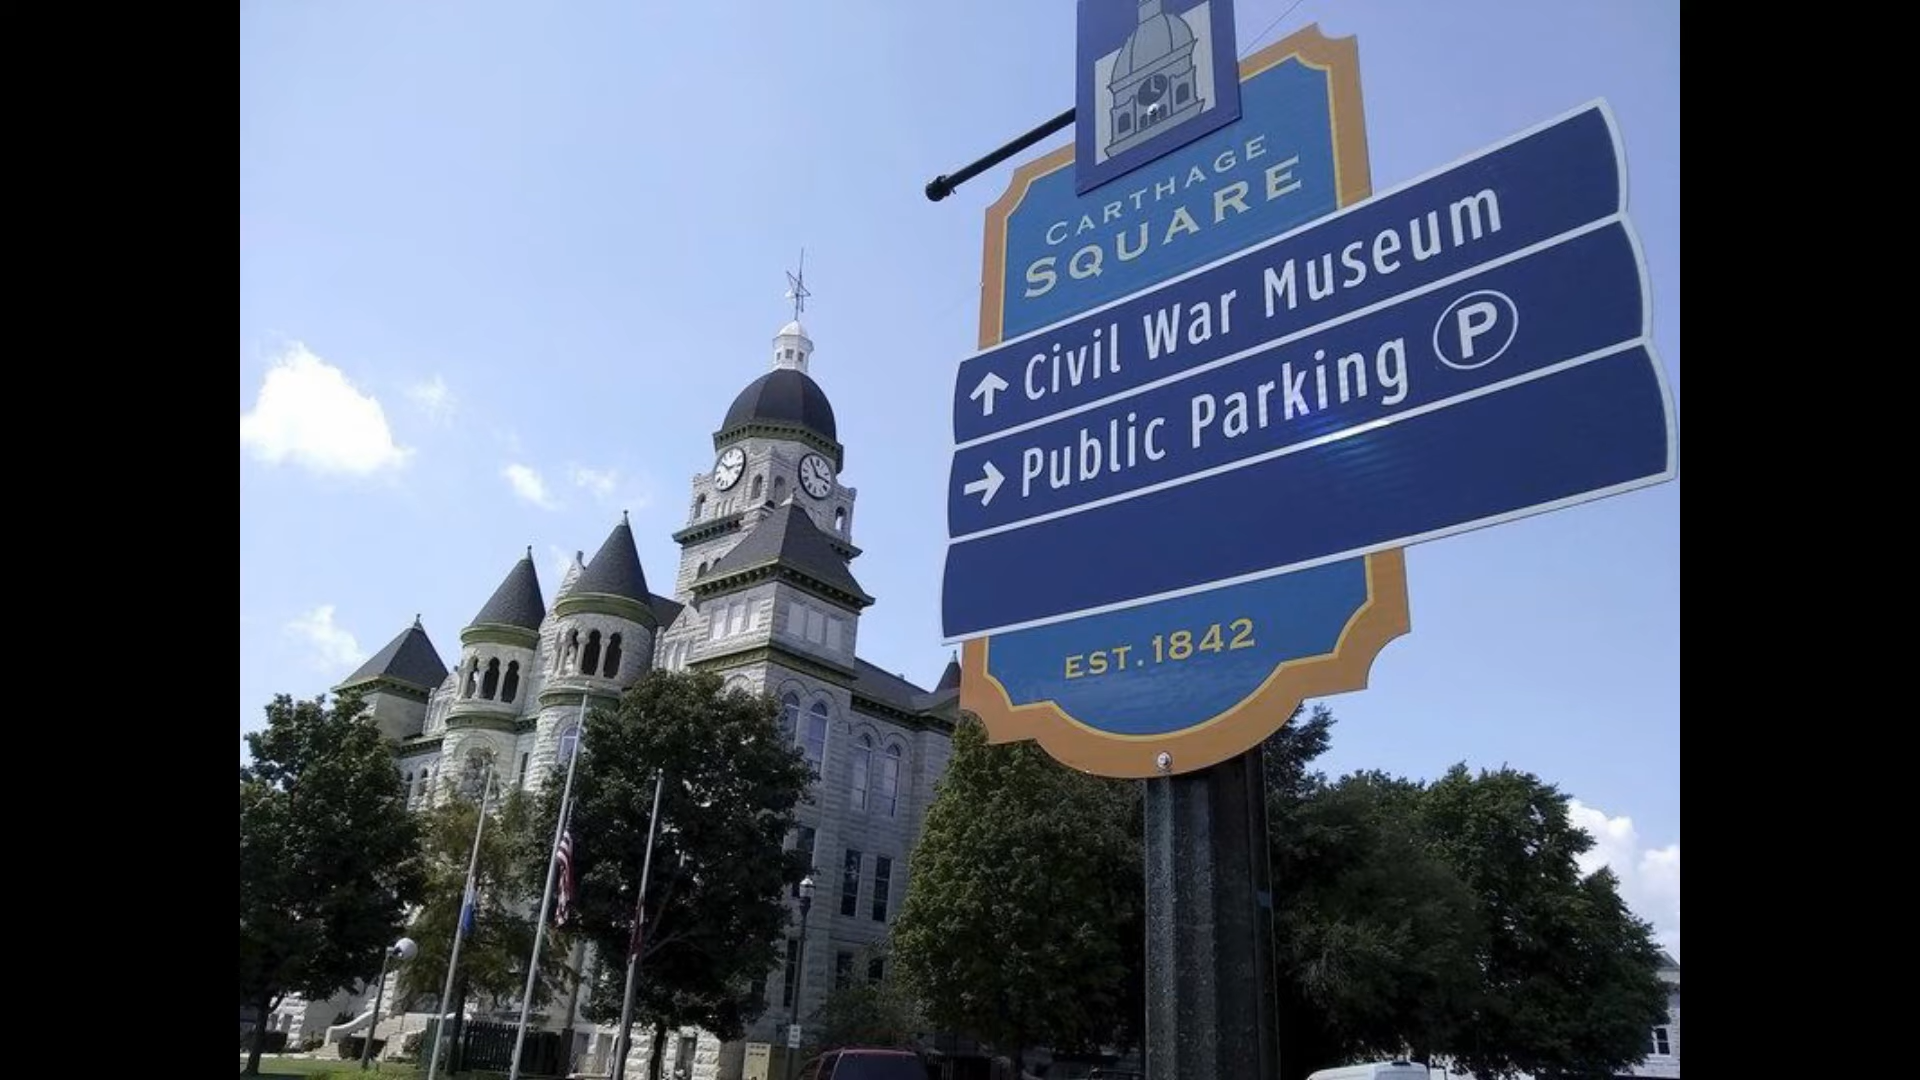 CARTHAGE
SQUARE
↑ Civil War Museum
→ Public Parking P
EST. 1842